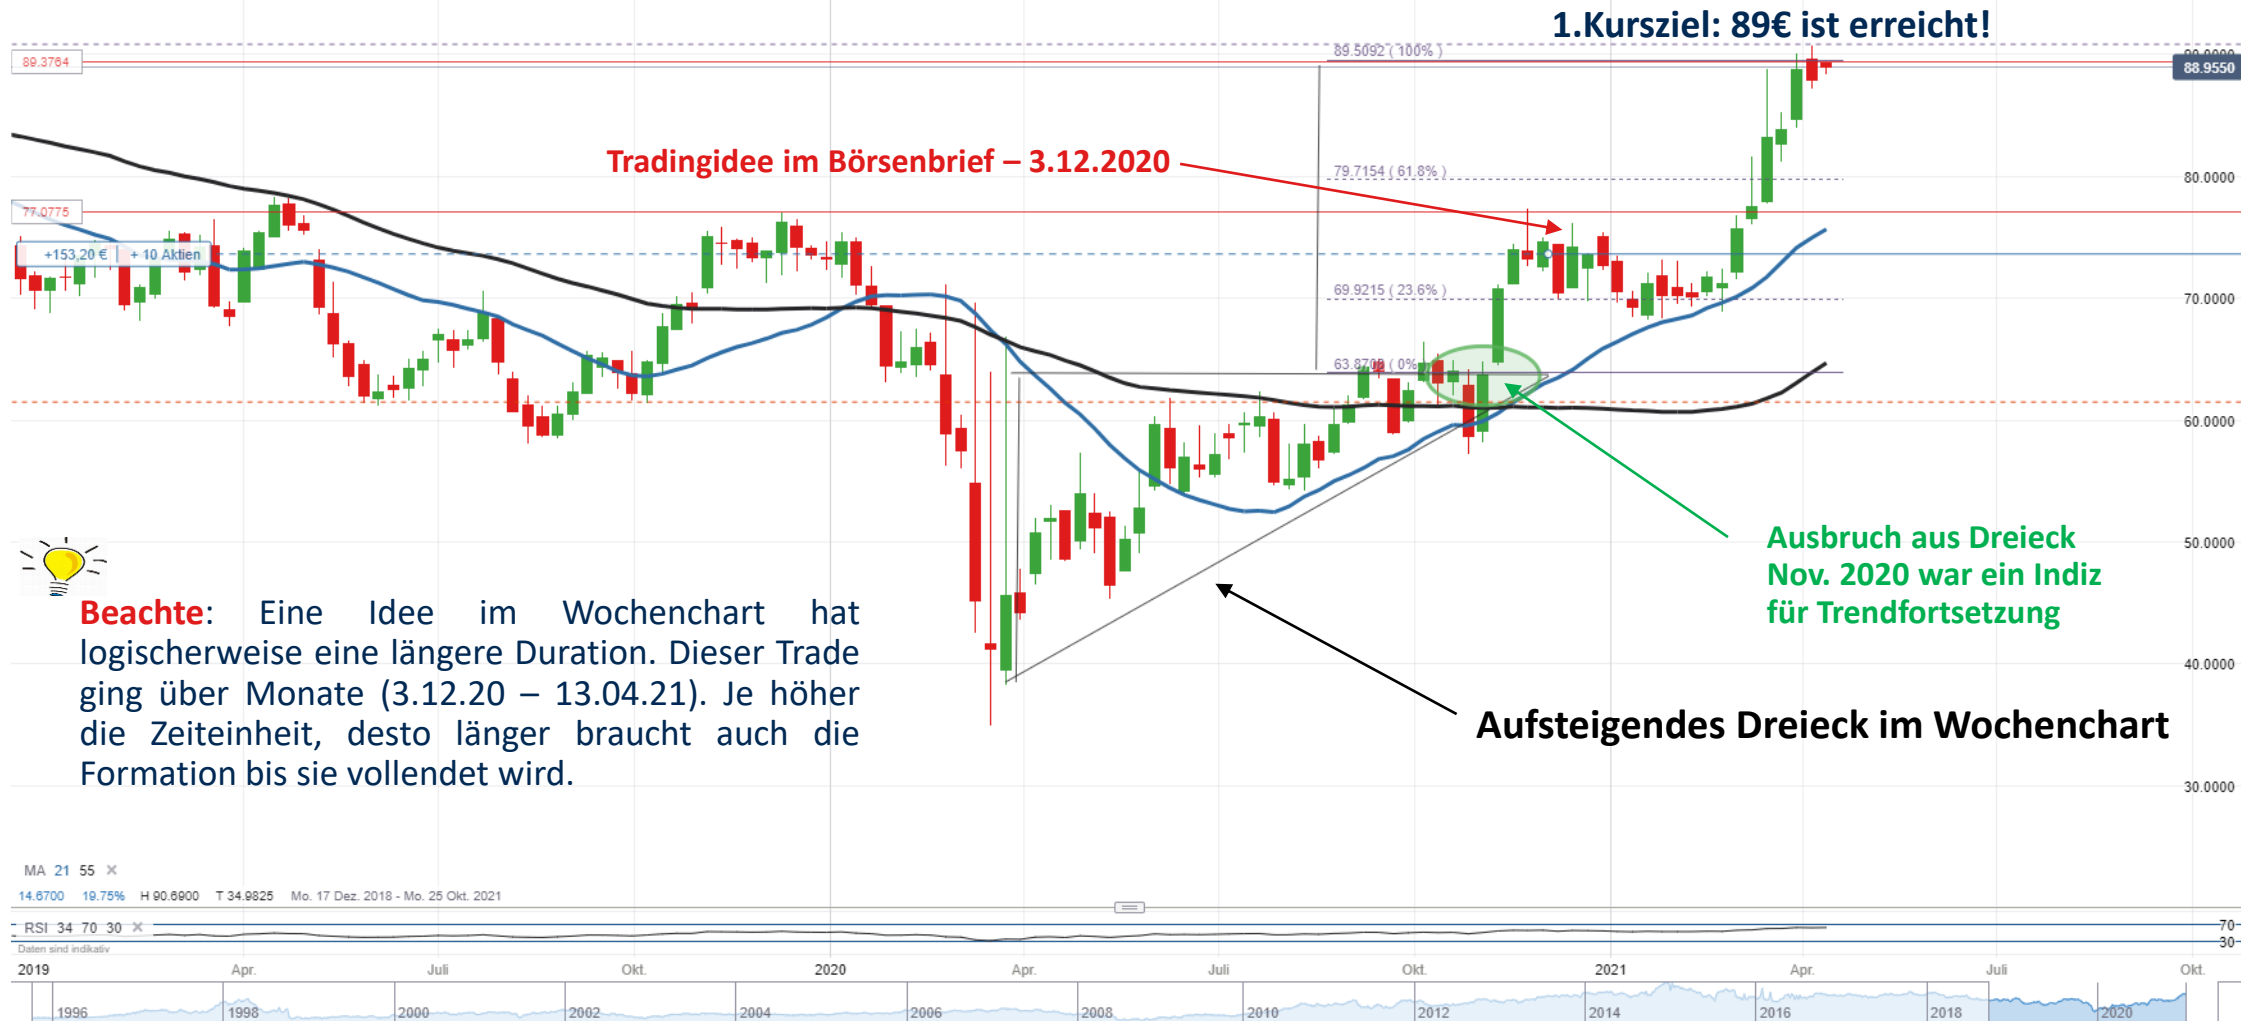 1.Kursziel: 89€ ist erreicht!
89.5092 ( 100% )
89.3764
88.9550
Tradingidee im Börsenbrief – 3.12.2020
79.7154 ( 61.8% )
80.0000
77.0775
+153,20 € + 10 Aktien
69.9215 ( 23.6% )
70.0000
63.8705 ( 0%
60.0000
Ausbruch aus Dreieck
Nov. 2020 war ein Indiz
für Trendfortsetzung
50.0000
Beachte: Eine Idee im Wochenchart hat
logischerweise eine längere Duration. Dieser Trade
ging über Monate (3.12.20 – 13.04.21). Je höher
die Zeiteinheit, desto länger braucht auch die
Formation bis sie vollendet wird.
40.0000
Aufsteigendes Dreieck im Wochenchart
30.0000
MA 21 55
14.6700 19.75% H 90.6900 T 34.9825 Mo. 17 Dez. 2018 - Mo. 25 Okt. 2021
RSI 34 70 30
70
30
Daten sind indikativ
2019 Apr. Juli Okt. 2020 Apr. Juli Okt. 2021 Apr. Juli Okt.
1996 1998 2000 2002 2004 2006 2008 2010 2012 2014 2016 2018 2020